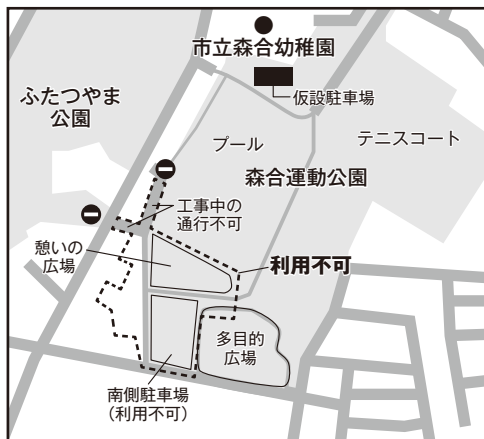 市立森合幼稚園
ふたつやま
公園
仮設駐車場
プール
テニスコート
森合運動公園
工事中の
通行不可
憩いの
広場
利用不可
多目的
広場
南側駐車場
（利用不可）